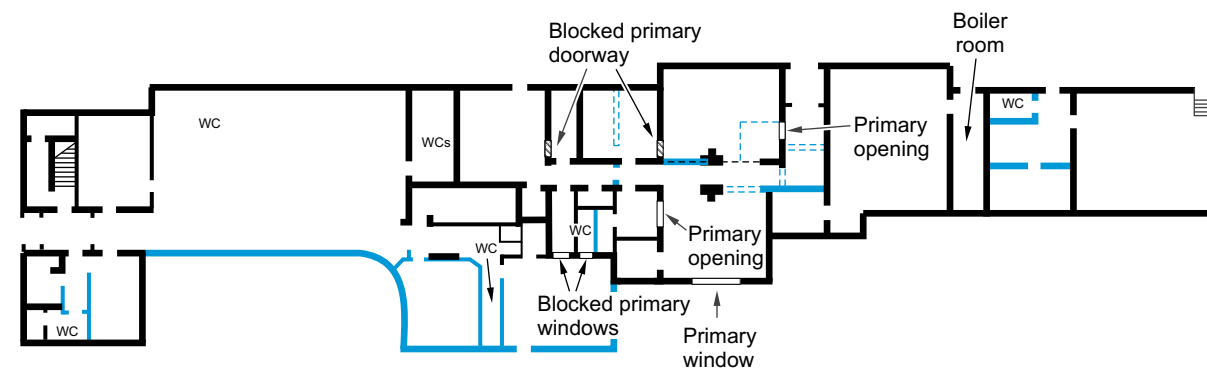 Blocked primary
doorway
Boiler
room
WC
WC
WCs
Primary
opening
WC
WC
Primary
opening
WC
Blocked primary
windows
Primary
window